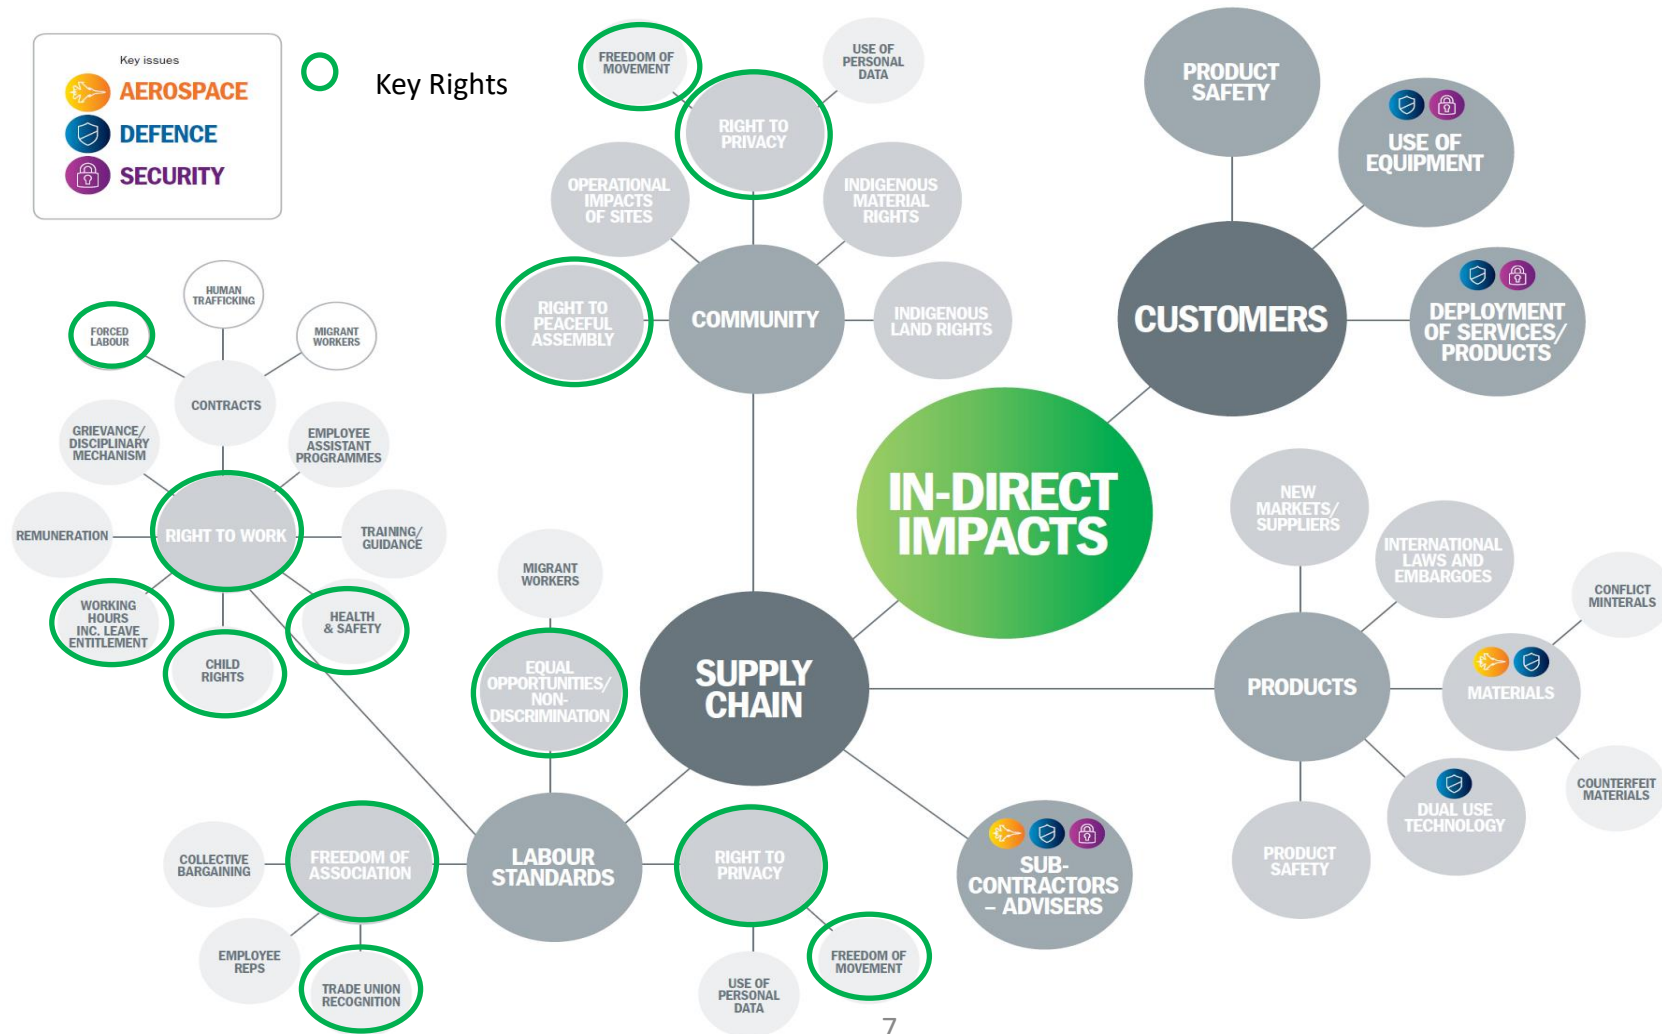 Key issues
AEROSPACE
DEFENCE
SECURITY
Key Rights
FREEDOM OF
MOVEMENT
USE OF
PERSONAL
DATA
RIGHT TO
PRIVACY
OPERATIONAL
IMPACTS
OF SITES
INDIGENOUS
MATERIAL
RIGHTS
RIGHT TO
PEACEFUL
ASSEMBLY
COMMUNITY
INDIGENOUS
LAND RIGHTS
PRODUCT
SAFETY
USE OF
EQUIPMENT
CUSTOMERS
DEPLOYMENT
OF SERVICES/
PRODUCTS
HUMAN
TRAFFICKING
FORCED
LABOUR
MIGRANT
WORKERS
CONTRACTS
GRIEVANCE/
DISCIPLINARY
MECHANISM
EMPLOYEE
ASSISTANT
PROGRAMMES
REMUNERATION
RIGHT TO WORK
TRAINING/
GUIDANCE
WORKING
HOURS
INC. LEAVE
ENTITLEMENT
HEALTH
& SAFETY
CHILD
RIGHTS
IN-DIRECT
IMPACTS
NEW
MARKETS/
SUPPLIERS
INTERNATIONAL
LAWS AND
EMBARGOES
CONFLICT
MINTERALS
MIGRANT
WORKERS
EQUAL
OPPORTUNITIES/
NON-
DISCRIMINATION
SUPPLY
CHAIN
PRODUCTS
MATERIALS
COUNTERFEIT
MATERIALS
DUAL USE
TECHNOLOGY
PRODUCT
SAFETY
COLLECTIVE
BARGAINING
FREEDOM OF
ASSOCIATION
LABOUR
STANDARDS
RIGHT TO
PRIVACY
SUB-
CONTRACTORS
– ADVISERS
EMPLOYEE
REPS
TRADE UNION
RECOGNITION
USE OF
PERSONAL
DATA
FREEDOM OF
MOVEMENT
7